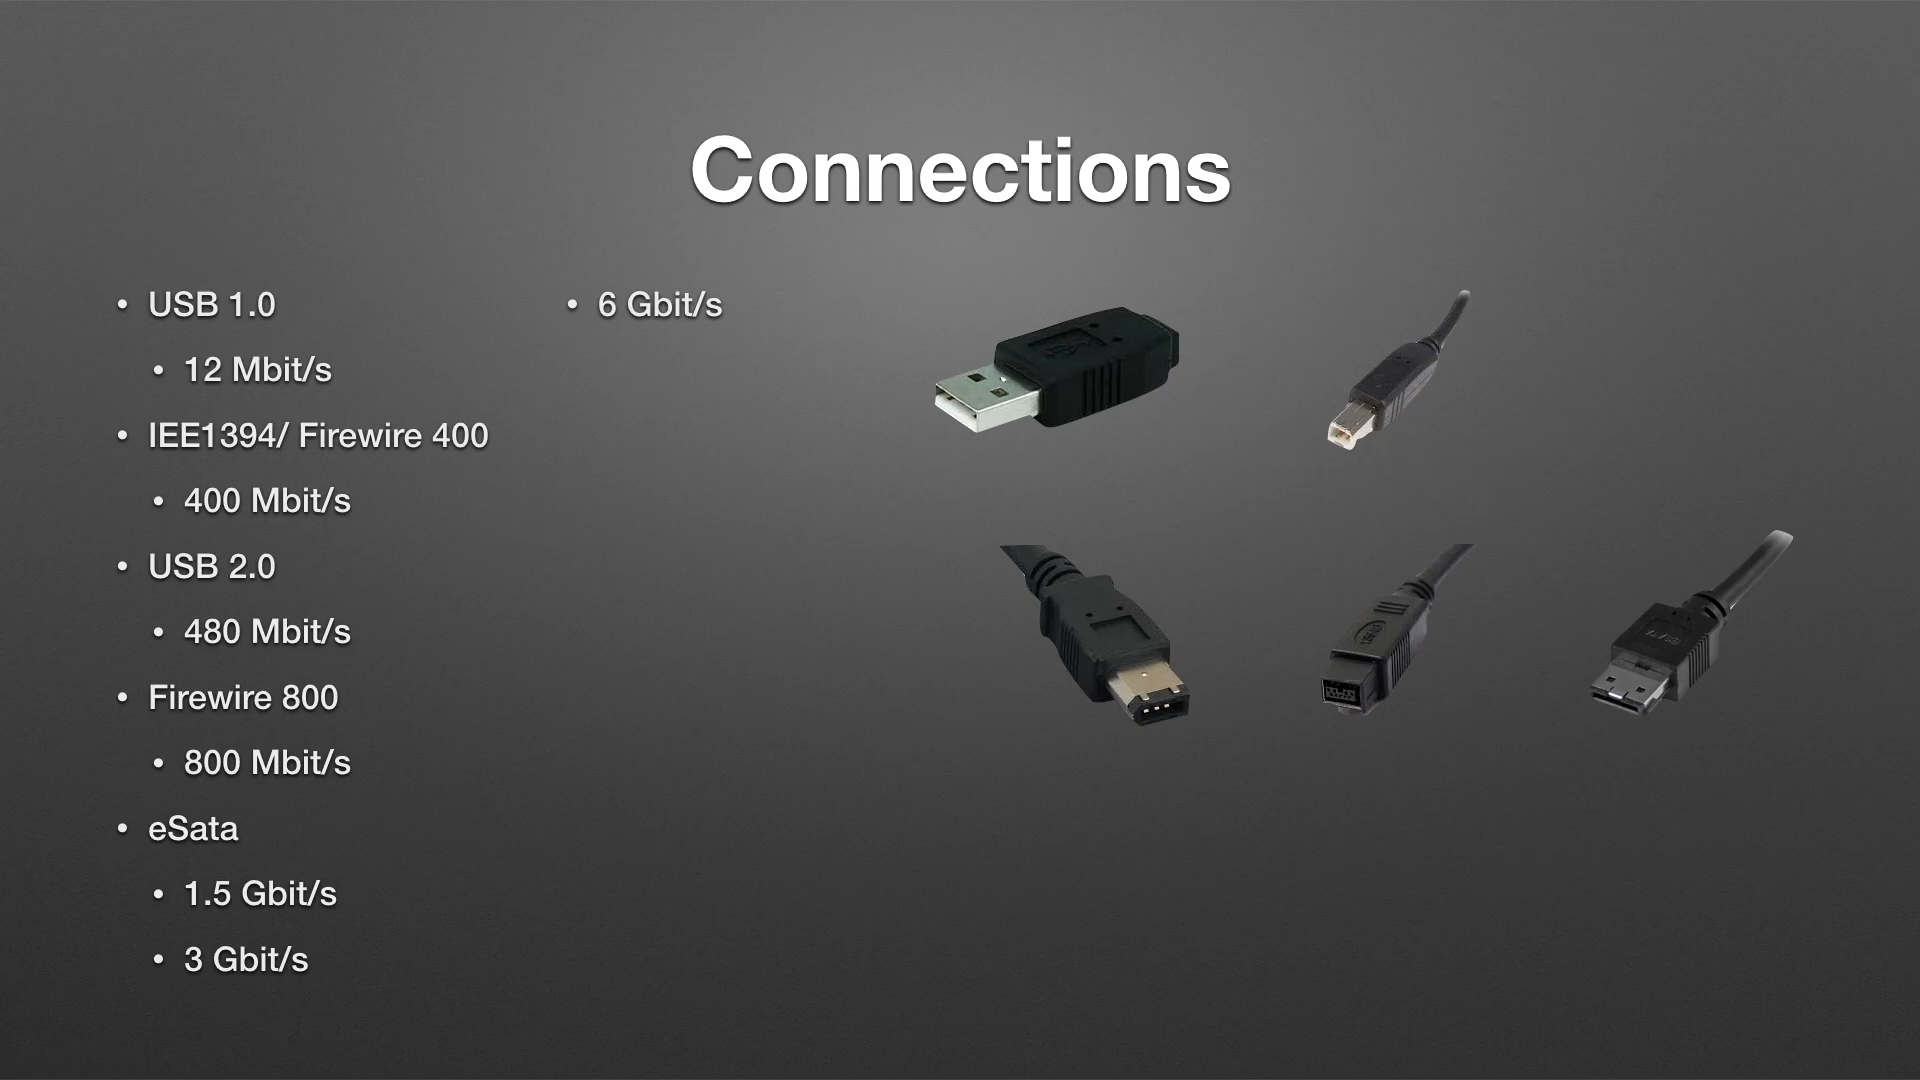 Connections
• USB 1.0
• 12 Mbit/s
• IEE1394/ Firewire 400
• 400 Mbit/s
• USB 2.0
• 480 Mbit/s
• Firewire 800
• 800 Mbit/s
• eSata
• 1.5 Gbit/s
• 3 Gbit/s
• 6 Gbit/s